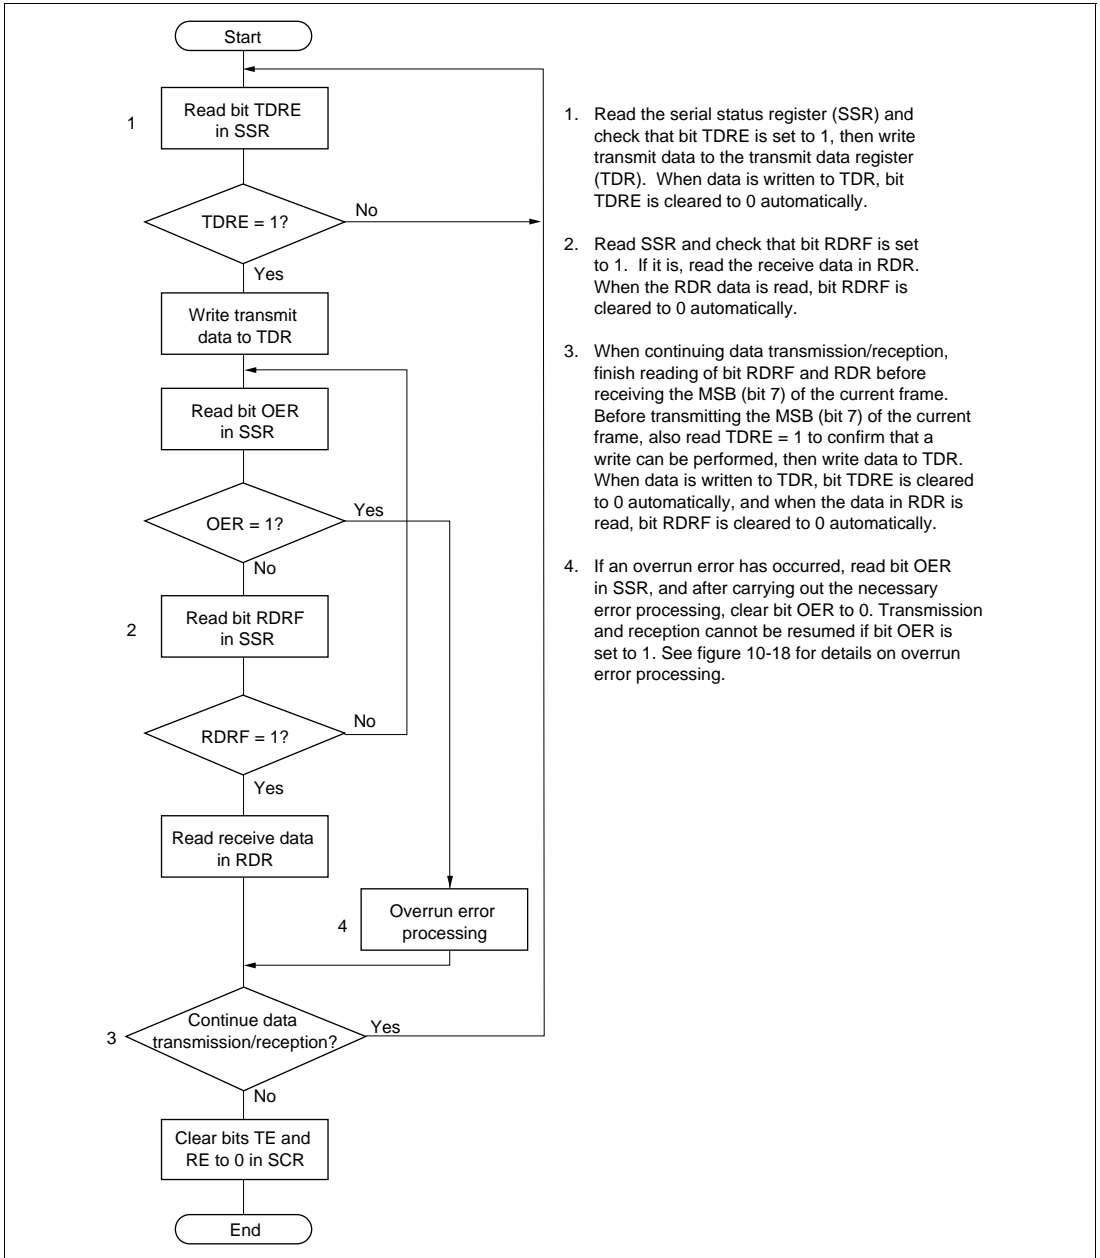 Start
1
Read bit TDRE
in SSR
TDRE = 1?
No
Yes
Write transmit
data to TDR
Read bit OER
in SSR
OER = 1?
Yes
No
2
Read bit RDRF
in SSR
RDRF = 1?
No
Yes
Read receive data
in RDR
4
Overrun error
processing
3
Continue data
transmission/reception?
Yes
No
Clear bits TE and
RE to 0 in SCR
End
1. Read the serial status register (SSR) and
check that bit TDRE is set to 1, then write
transmit data to the transmit data register
(TDR).  When data is written to TDR, bit
TDRE is cleared to 0 automatically.
2. Read SSR and check that bit RDRF is set
to 1.  If it is, read the receive data in RDR.
When the RDR data is read, bit RDRF is
cleared to 0 automatically.
3. When continuing data transmission/reception,
finish reading of bit RDRF and RDR before
receiving the MSB (bit 7) of the current frame.
Before transmitting the MSB (bit 7) of the current
frame, also read TDRE = 1 to confirm that a
write can be performed, then write data to TDR.
When data is written to TDR, bit TDRE is cleared
to 0 automatically, and when the data in RDR is
read, bit RDRF is cleared to 0 automatically.
4. If an overrun error has occurred, read bit OER
in SSR, and after carrying out the necessary
error processing, clear bit OER to 0. Transmission
and reception cannot be resumed if bit OER is
set to 1. See figure 10-18 for details on overrun
error processing.